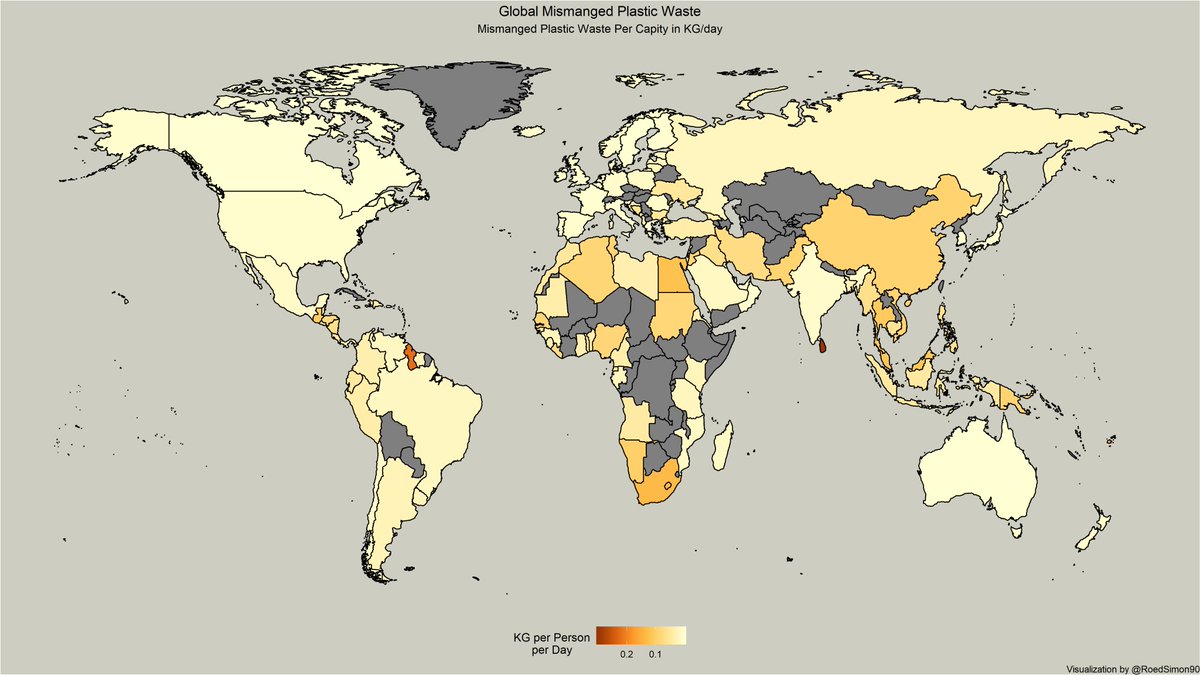 Global Mismanged Plastic Waste
Mismanged Plastic Waste Per Capity in KG/day
KG per Person
per Day
0.2 0.1
Visualization by @RoedSimon90